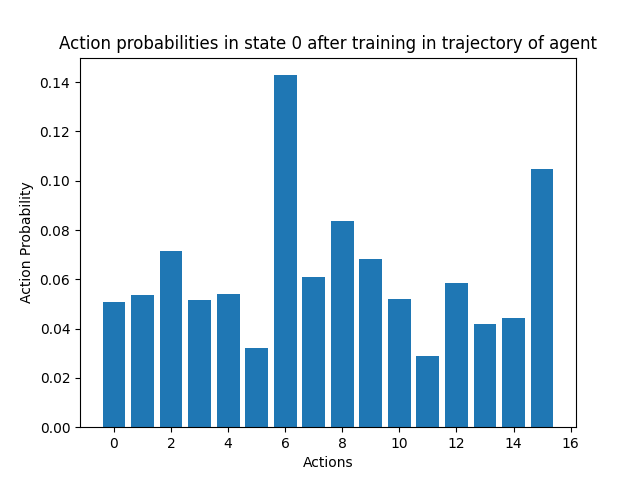 Action probabilities in state 0 after training in trajectory of agent
0.14
0.12
0.10
0.08
0.06
0.04
0.02
0.00
Action Probability
0 2 4 6 8 10 12 14 16
Actions